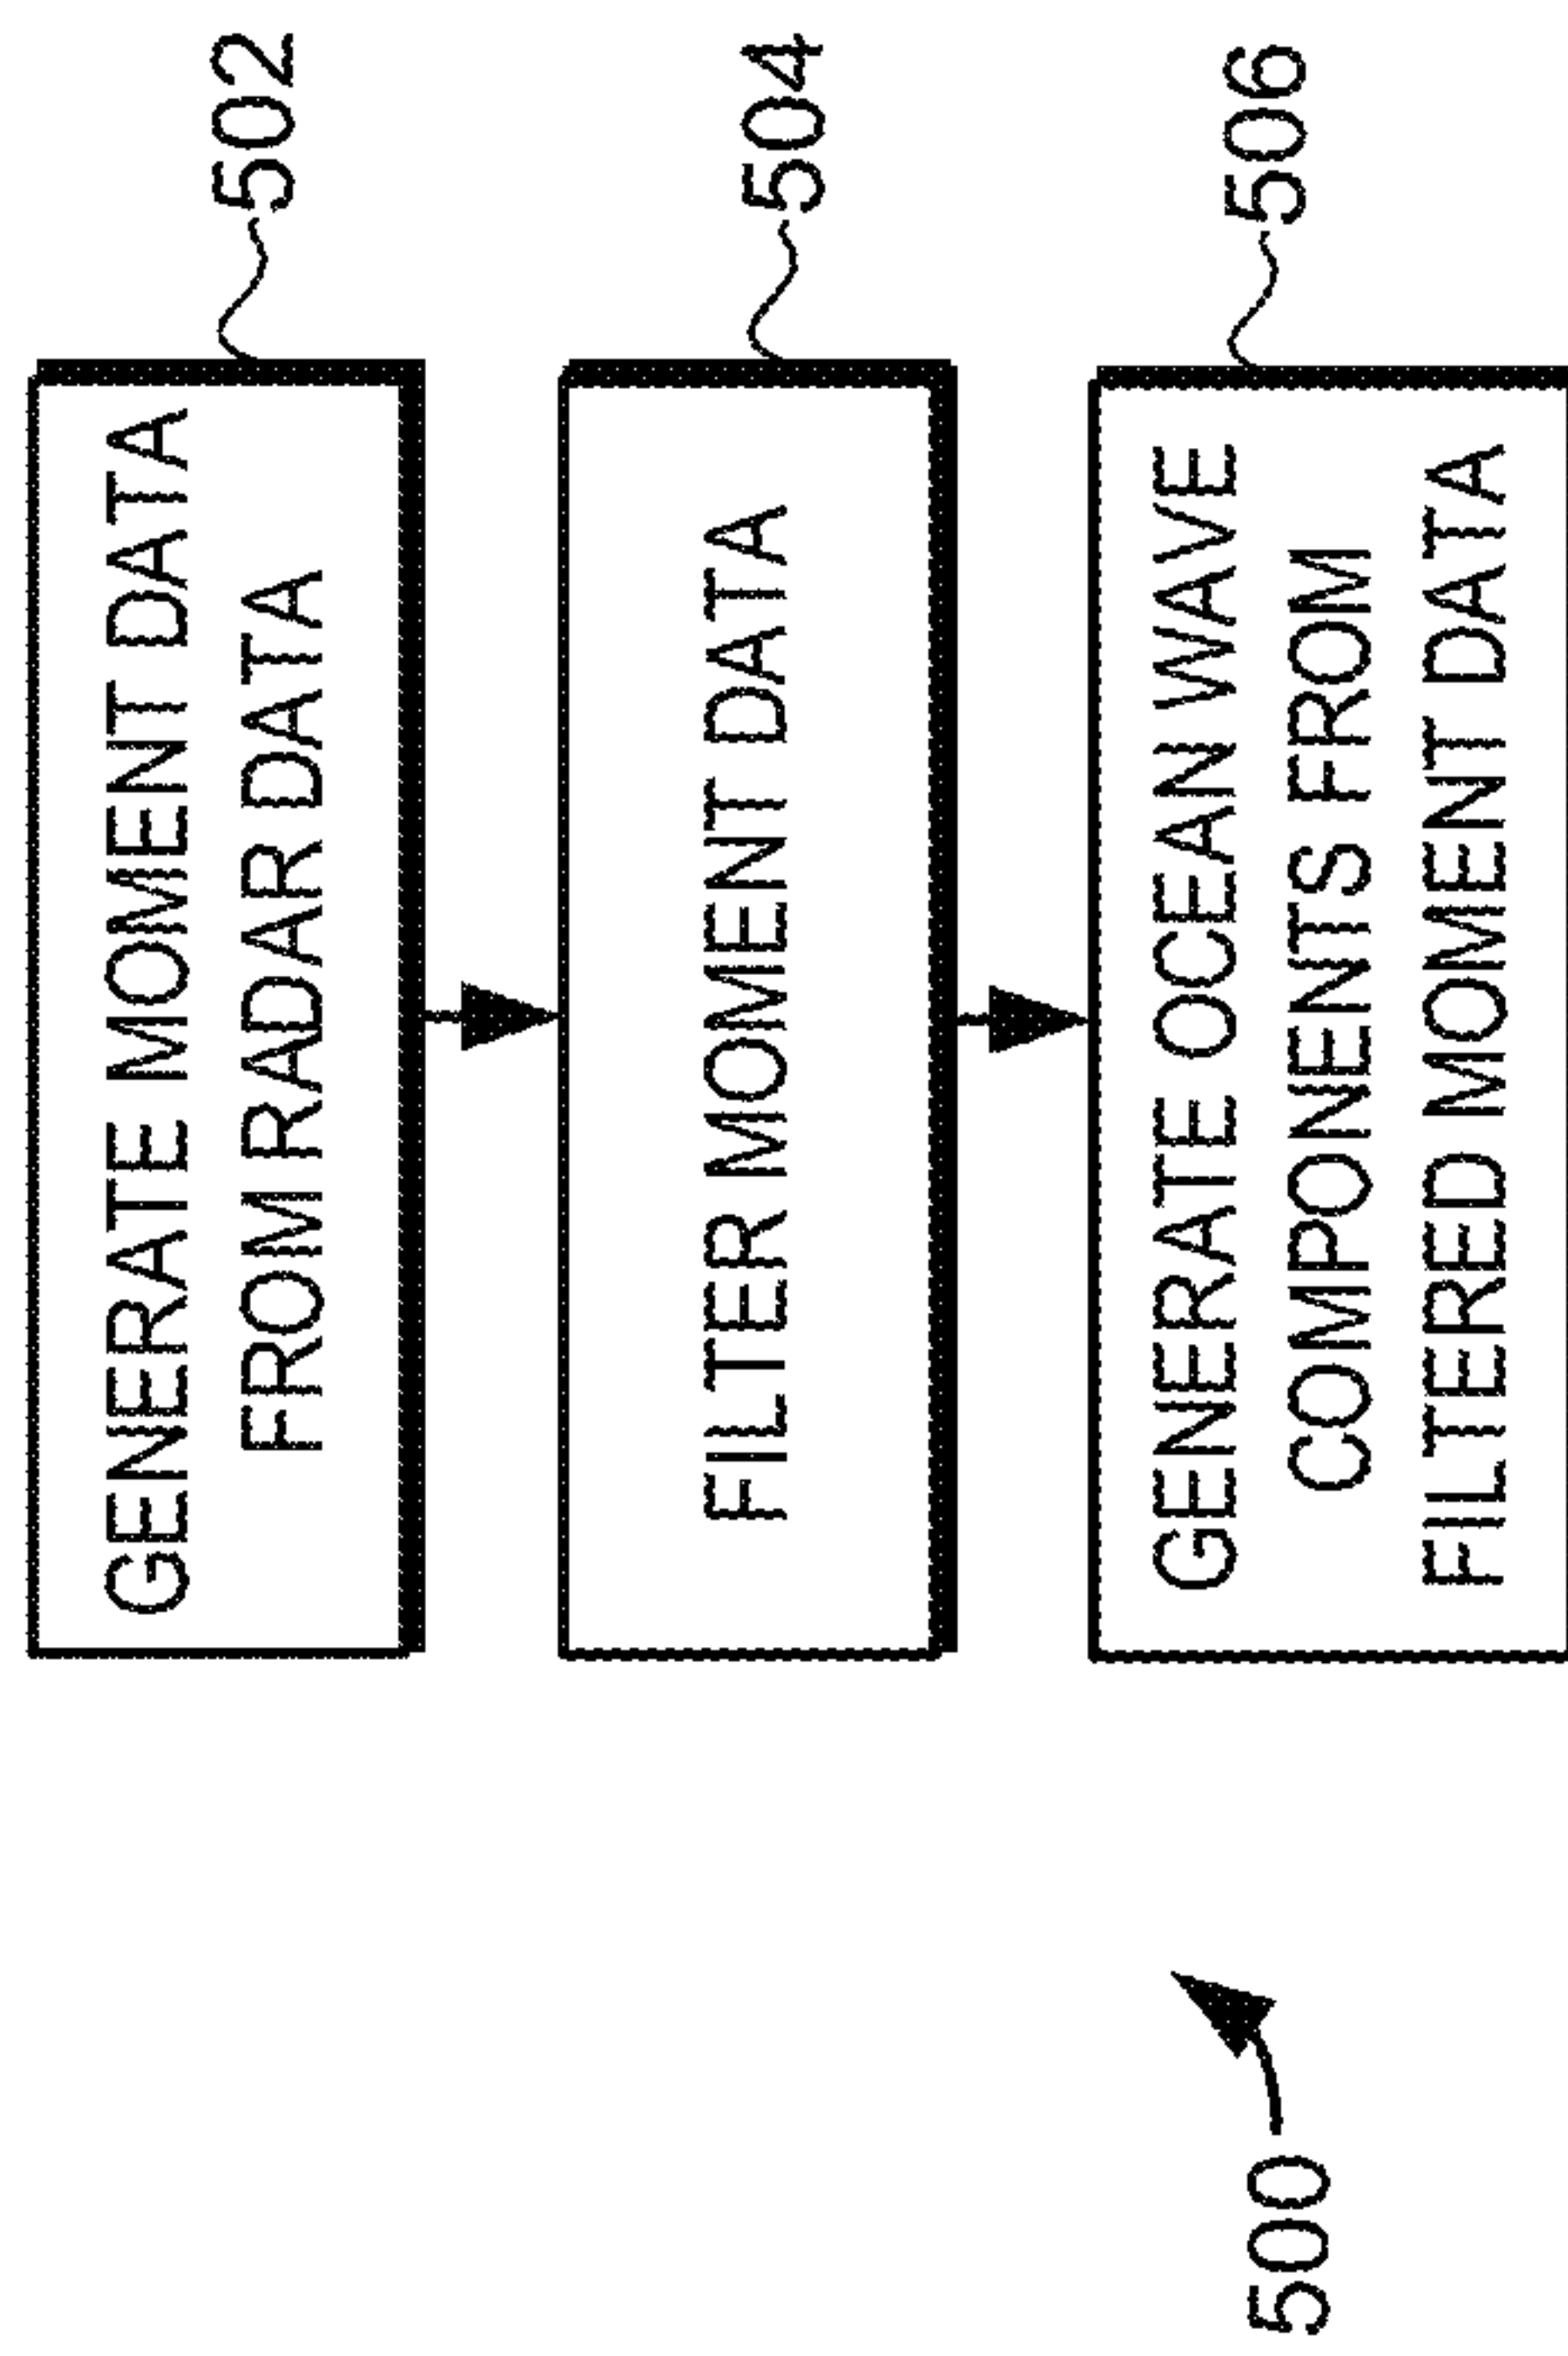 GENERATE MOMENT DATA
FROM RADAR DATA
502
FILTER MOMENT DATA
504
GENERATE OCEAN WAVE
COMPONENTS FROM
FILTERED MOMENT DATA
506
500